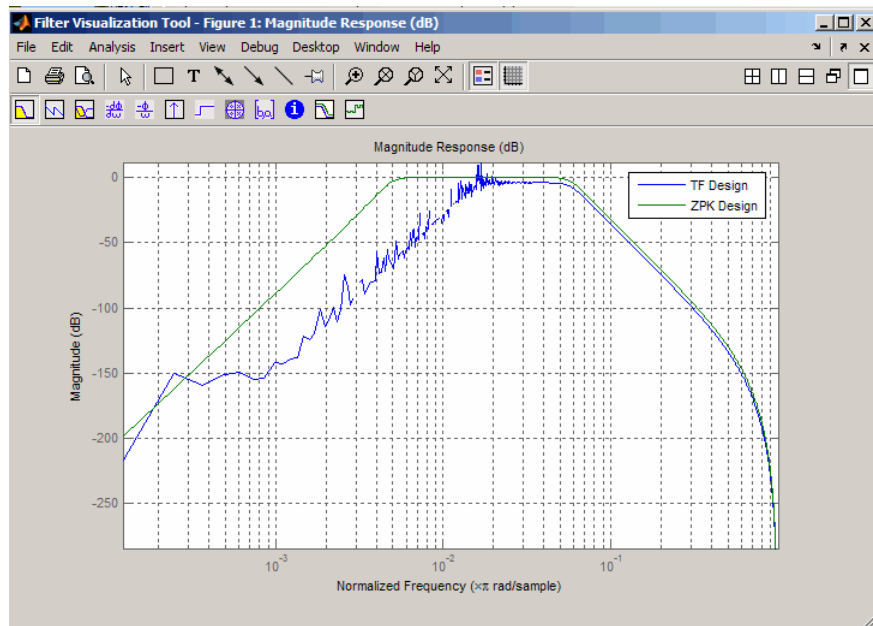 Filter Visualization Tool - Figure 1: Magnitude Response (dB)
File Edit Analysis Insert View Debug Desktop Window Help
T
[b,a]
Magnitude Response (dB)
TF Design
ZPK Design
0
-50
-100
-150
-200
-250
Magnitude (dB)
10^-3
10^-2
10^-1
Normalized Frequency (×π rad/sample)